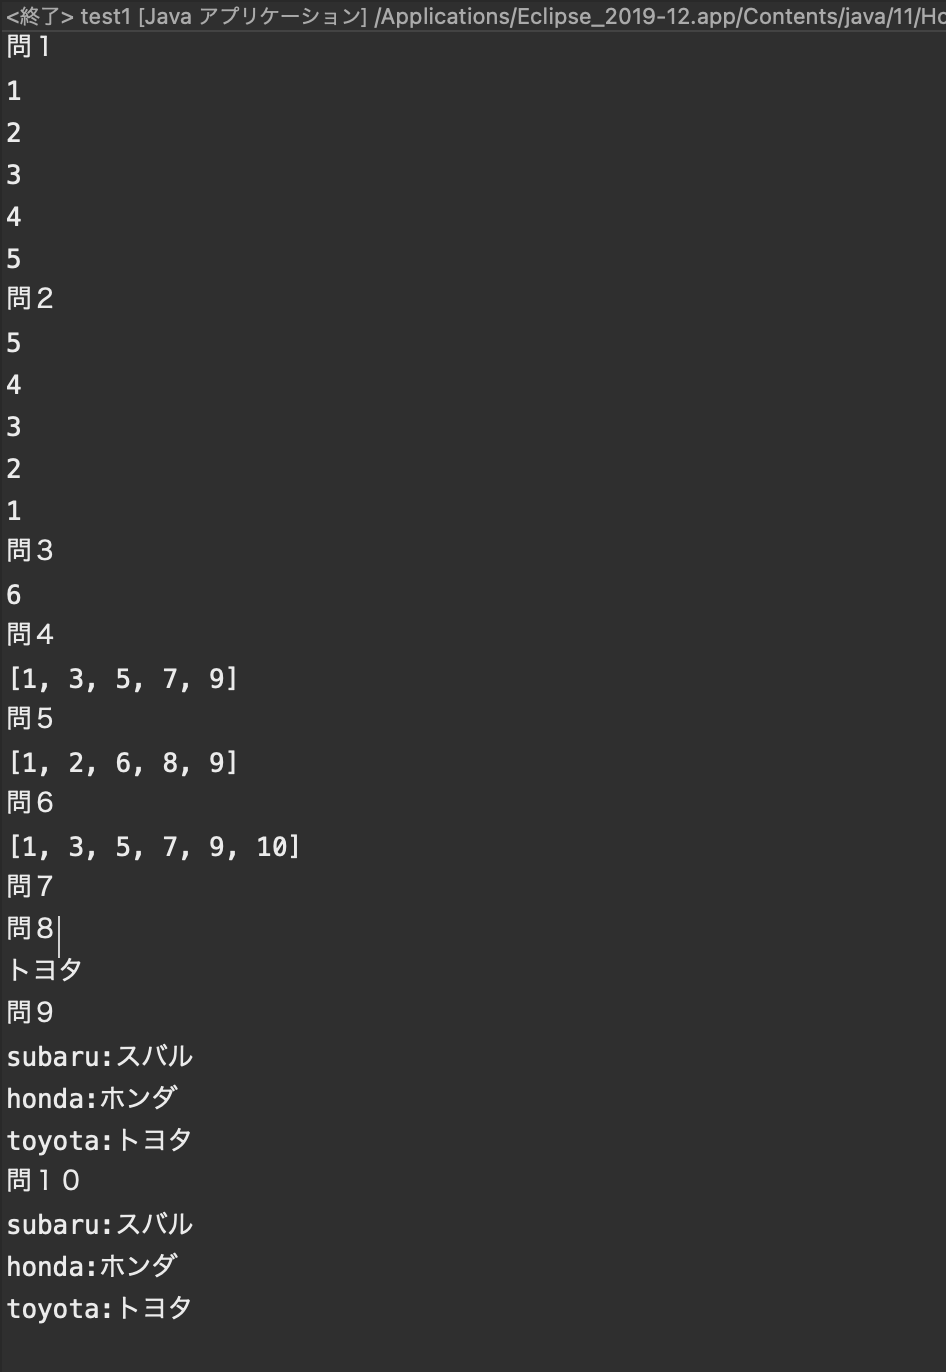 <終了> test1 [Java アプリケーション] /Applications/Eclipse_2019-12.app/Contents/java/11/Ho
問１
1
2
3
4
5
問２
5
4
3
2
1
問３
6
問４
[1, 3, 5, 7, 9]
問５
[1, 2, 6, 8, 9]
問６
[1, 3, 5, 7, 9, 10]
問７
問８
トヨタ
問９
subaru:スバル
honda:ホンダ
toyota:トヨタ
問１０
subaru:スバル
honda:ホンダ
toyota:トヨタ